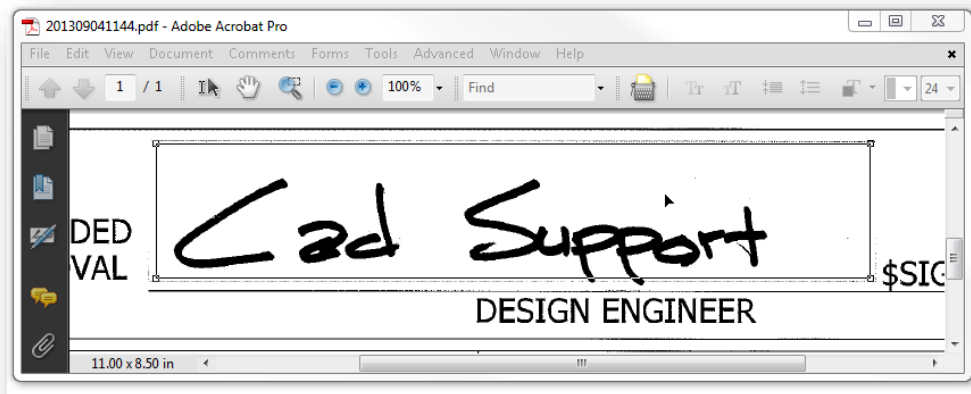 201309041144.pdf - Adobe Acrobat Pro
File Edit View Document Comments Forms Tools Advanced Window Help
1 / 1 100% Find 24
Cad Support
DED
OVAL
$SIG
DESIGN ENGINEER
11.00 x 8.50 in